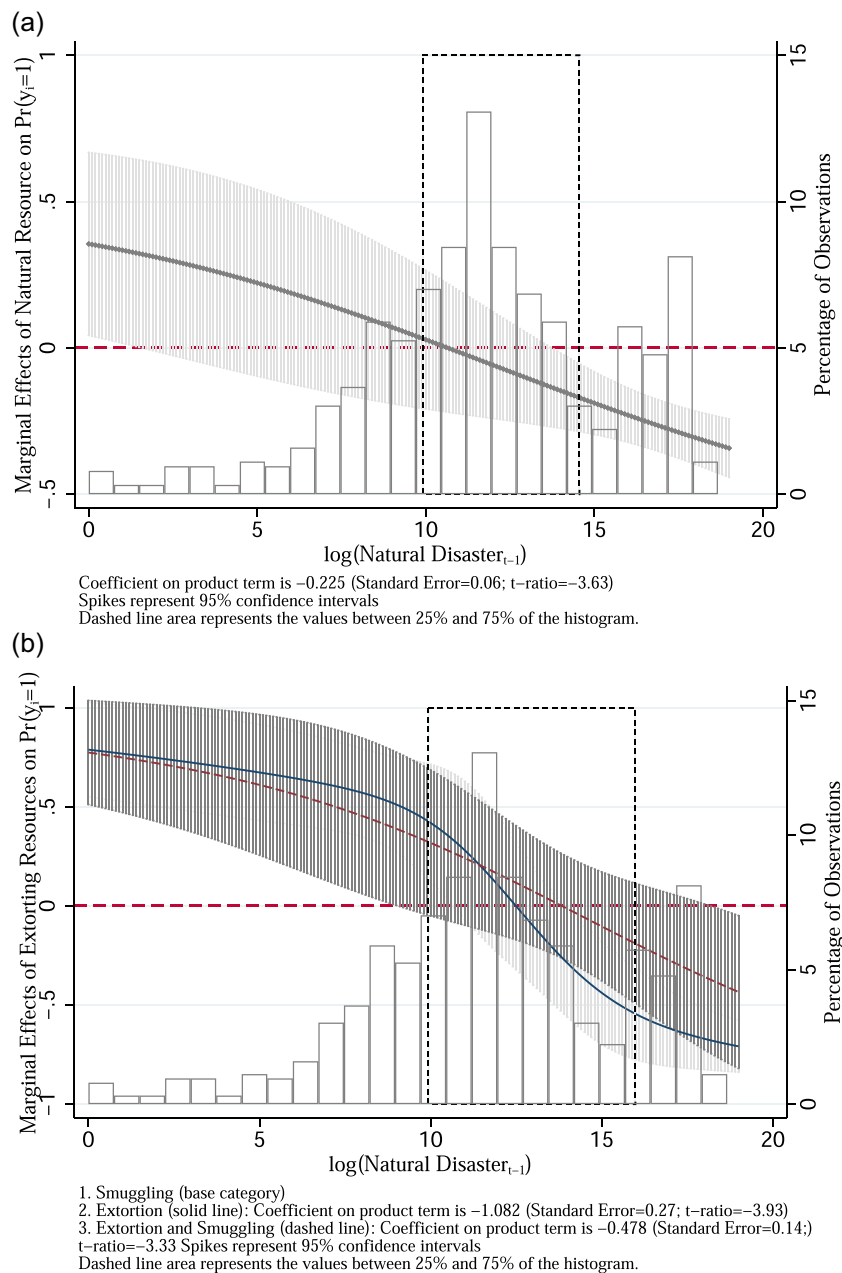 (a)
Marginal Effects of Natural Resource on Pr(yᵢ=1)
1
.5
0
−.5
15
10
5
0
Percentage of Observations
0 5 10 15 20
log(Natural Disasterₜ₋₁)
Coefficient on product term is −0.225 (Standard Error=0.06; t−ratio=−3.63)
Spikes represent 95% confidence intervals
Dashed line area represents the values between 25% and 75% of the histogram.
(b)
Marginal Effects of Extorting Resources on Pr(yᵢ=1)
1
.5
0
−.5
−1
15
10
5
0
Percentage of Observations
0 5 10 15 20
log(Natural Disasterₜ₋₁)
1. Smuggling (base category)
2. Extortion (solid line): Coefficient on product term is −1.082 (Standard Error=0.27; t−ratio=−3.93)
3. Extortion and Smuggling (dashed line): Coefficient on product term is −0.478 (Standard Error=0.14;)
t−ratio=−3.33 Spikes represent 95% confidence intervals
Dashed line area represents the values between 25% and 75% of the histogram.